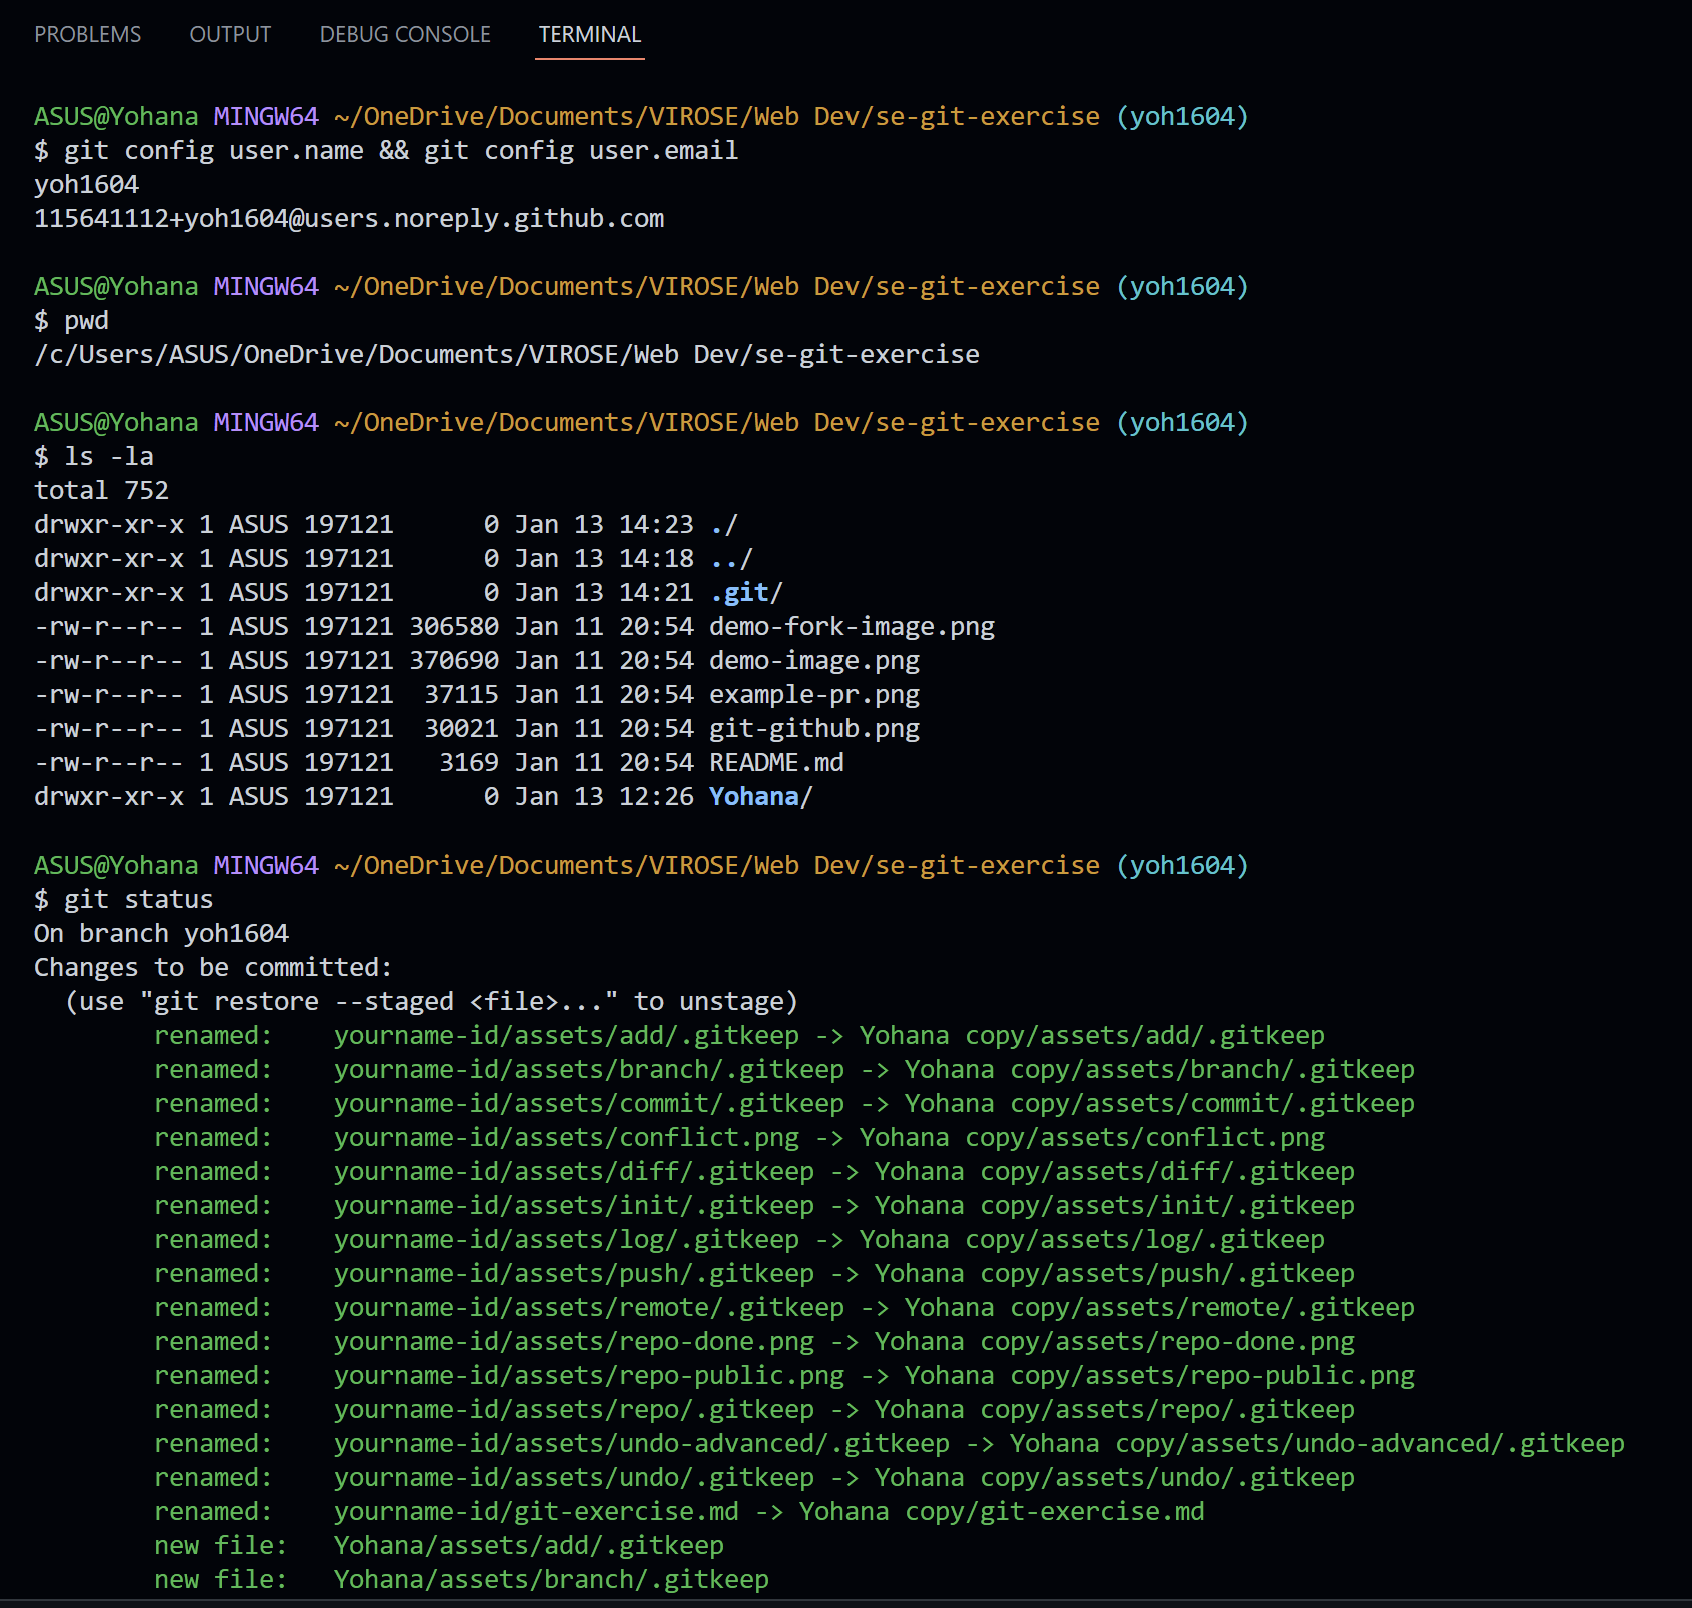 PROBLEMS OUTPUT DEBUG CONSOLE TERMINAL
ASUS@Yohana MINGW64 ~/OneDrive/Documents/VIROSE/Web Dev/se-git-exercise (yoh1604)
$ git config user.name && git config user.email
yoh1604
115641112+yoh1604@users.noreply.github.com
ASUS@Yohana MINGW64 ~/OneDrive/Documents/VIROSE/Web Dev/se-git-exercise (yoh1604)
$ pwd
/c/Users/ASUS/OneDrive/Documents/VIROSE/Web Dev/se-git-exercise
ASUS@Yohana MINGW64 ~/OneDrive/Documents/VIROSE/Web Dev/se-git-exercise (yoh1604)
$ ls -la
total 752
drwxr-xr-x 1 ASUS 197121      0 Jan 13 14:23 ./
drwxr-xr-x 1 ASUS 197121      0 Jan 13 14:18 ../
drwxr-xr-x 1 ASUS 197121      0 Jan 13 14:21 .git/
-rw-r--r-- 1 ASUS 197121 306580 Jan 11 20:54 demo-fork-image.png
-rw-r--r-- 1 ASUS 197121 370690 Jan 11 20:54 demo-image.png
-rw-r--r-- 1 ASUS 197121  37115 Jan 11 20:54 example-pr.png
-rw-r--r-- 1 ASUS 197121  30021 Jan 11 20:54 git-github.png
-rw-r--r-- 1 ASUS 197121   3169 Jan 11 20:54 README.md
drwxr-xr-x 1 ASUS 197121      0 Jan 13 12:26 Yohana/
ASUS@Yohana MINGW64 ~/OneDrive/Documents/VIROSE/Web Dev/se-git-exercise (yoh1604)
$ git status
On branch yoh1604
Changes to be committed:
  (use "git restore --staged <file>..." to unstage)
        renamed:    yourname-id/assets/add/.gitkeep -> Yohana copy/assets/add/.gitkeep
        renamed:    yourname-id/assets/branch/.gitkeep -> Yohana copy/assets/branch/.gitkeep
        renamed:    yourname-id/assets/commit/.gitkeep -> Yohana copy/assets/commit/.gitkeep
        renamed:    yourname-id/assets/conflict.png -> Yohana copy/assets/conflict.png
        renamed:    yourname-id/assets/diff/.gitkeep -> Yohana copy/assets/diff/.gitkeep
        renamed:    yourname-id/assets/init/.gitkeep -> Yohana copy/assets/init/.gitkeep
        renamed:    yourname-id/assets/log/.gitkeep -> Yohana copy/assets/log/.gitkeep
        renamed:    yourname-id/assets/push/.gitkeep -> Yohana copy/assets/push/.gitkeep
        renamed:    yourname-id/assets/remote/.gitkeep -> Yohana copy/assets/remote/.gitkeep
        renamed:    yourname-id/assets/repo-done.png -> Yohana copy/assets/repo-done.png
        renamed:    yourname-id/assets/repo-public.png -> Yohana copy/assets/repo-public.png
        renamed:    yourname-id/assets/repo/.gitkeep -> Yohana copy/assets/repo/.gitkeep
        renamed:    yourname-id/assets/undo-advanced/.gitkeep -> Yohana copy/assets/undo-advanced/.gitkeep
        renamed:    yourname-id/assets/undo/.gitkeep -> Yohana copy/assets/undo/.gitkeep
        renamed:    yourname-id/git-exercise.md -> Yohana copy/git-exercise.md
        new file:   Yohana/assets/add/.gitkeep
        new file:   Yohana/assets/branch/.gitkeep